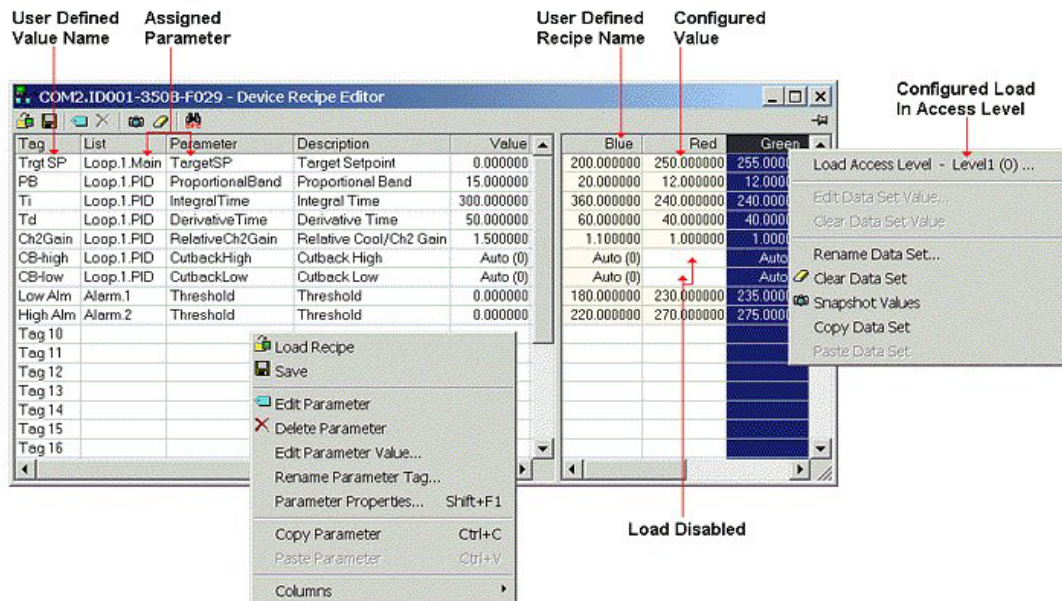 User Defined
Value Name
Assigned
Parameter
User Defined
Recipe Name
Configured
Value
Configured Load
In Access Level
COM2.ID001-3508-F029 - Device Recipe Editor
Tag List Parameter Description Value Blue Red Green
Trgt SP Loop.1.Main TargetSP Target Setpoint 0.000000 200.000000 250.000000 255.0000
PB Loop.1.PID ProportionalBand Proportional Band 15.000000 20.000000 12.000000 12.0000
Ti Loop.1.PID IntegralTime Integral Time 300.000000 360.000000 240.000000 240.0000
Td Loop.1.PID DerivativeTime Derivative Time 50.000000 60.000000 40.000000 40.0000
Ch2Gain Loop.1.PID RelativeCh2Gain Relative Cool/Ch2 Gain 1.500000 1.100000 1.000000 1.0000
CB-high Loop.1.PID CutbackHigh Cutback High Auto (0) Auto (0) Auto
CB-low Loop.1.PID CutbackLow Cutback Low Auto (0) Auto (0) Auto
Low Alm Alarm.1 Threshold Threshold 0.000000 180.000000 230.000000 235.0000
High Alm Alarm.2 Threshold Threshold 0.000000 220.000000 270.000000 275.0000
Tag 10
Tag 11
Tag 12
Tag 13
Tag 14
Tag 15
Tag 16
Load Recipe
Save
Edit Parameter
Delete Parameter
Edit Parameter Value...
Rename Parameter Tag...
Parameter Properties... Shift+F1
Copy Parameter Ctrl+C
Paste Parameter Ctrl+V
Columns
Load Access Level - Level1 (0) ...
Edit Data Set Value...
Clear Data Set Value
Rename Data Set...
Clear Data Set
Snapshot Values
Copy Data Set
Paste Data Set
Load Disabled